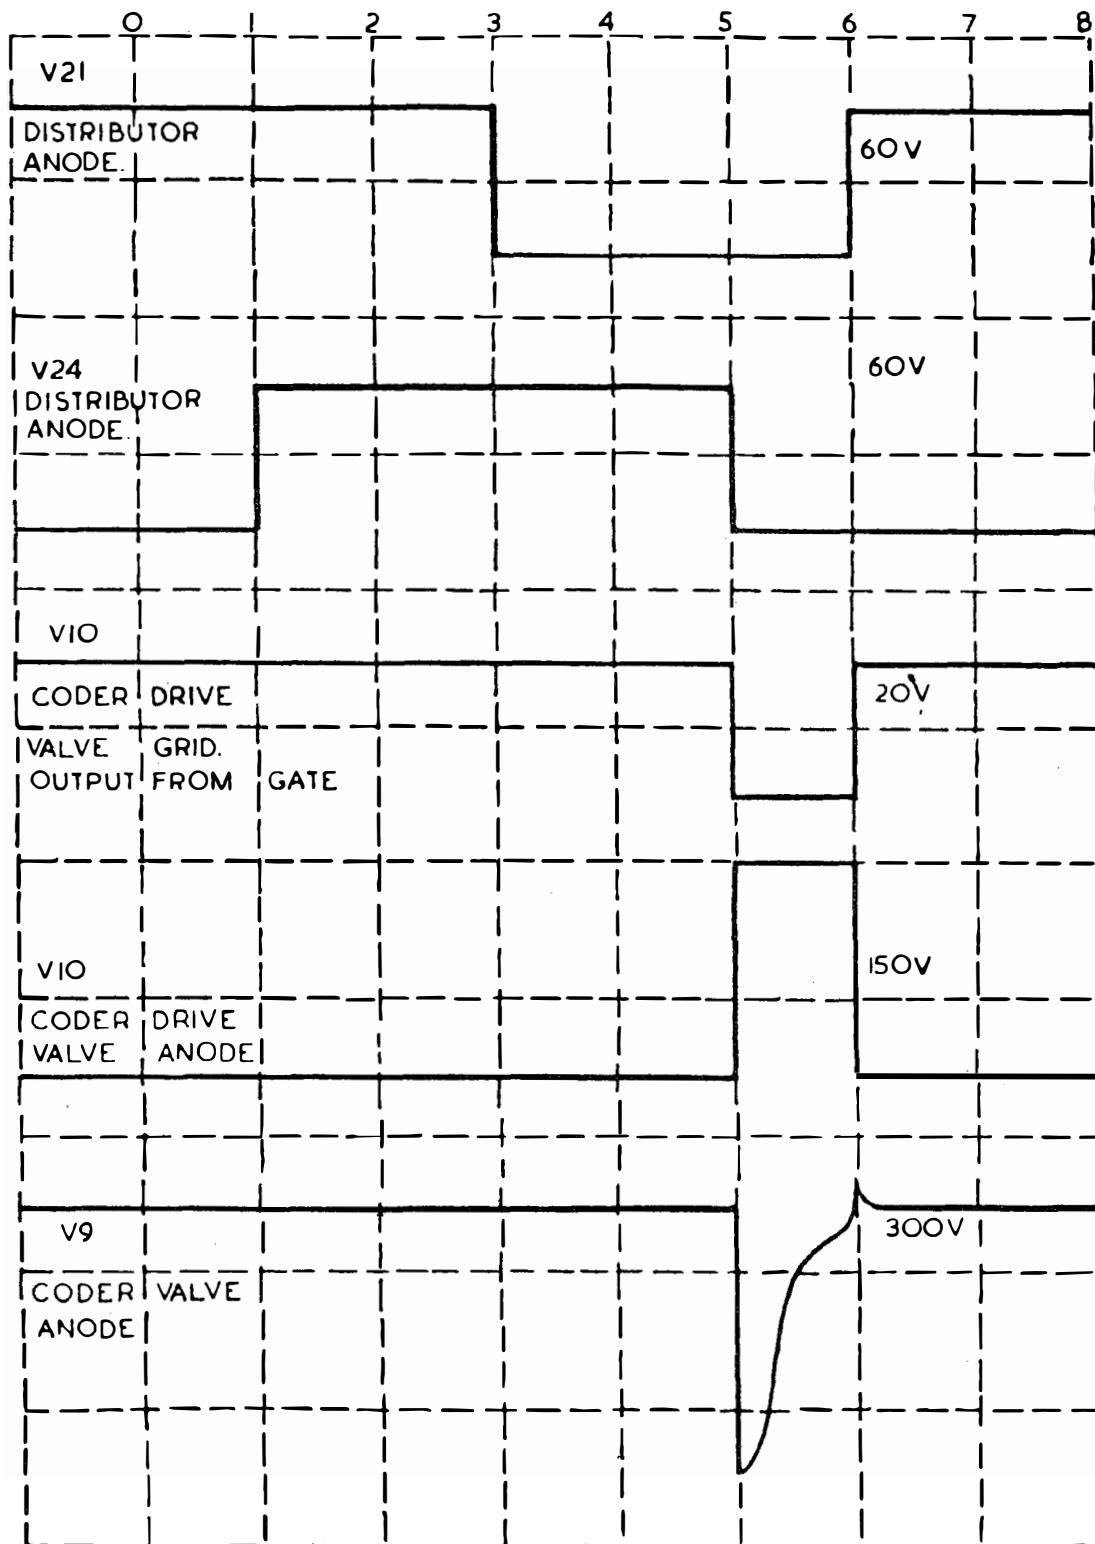 0 1 2 3 4 5 6 7 8
V21
DISTRIBUTOR
ANODE.
60V
V24
DISTRIBUTOR
ANODE.
60V
V10
CODER DRIVE
VALVE GRID.
OUTPUT FROM GATE
20V
V10
CODER DRIVE
VALVE ANODE
150V
V9
CODER VALVE
ANODE
300V